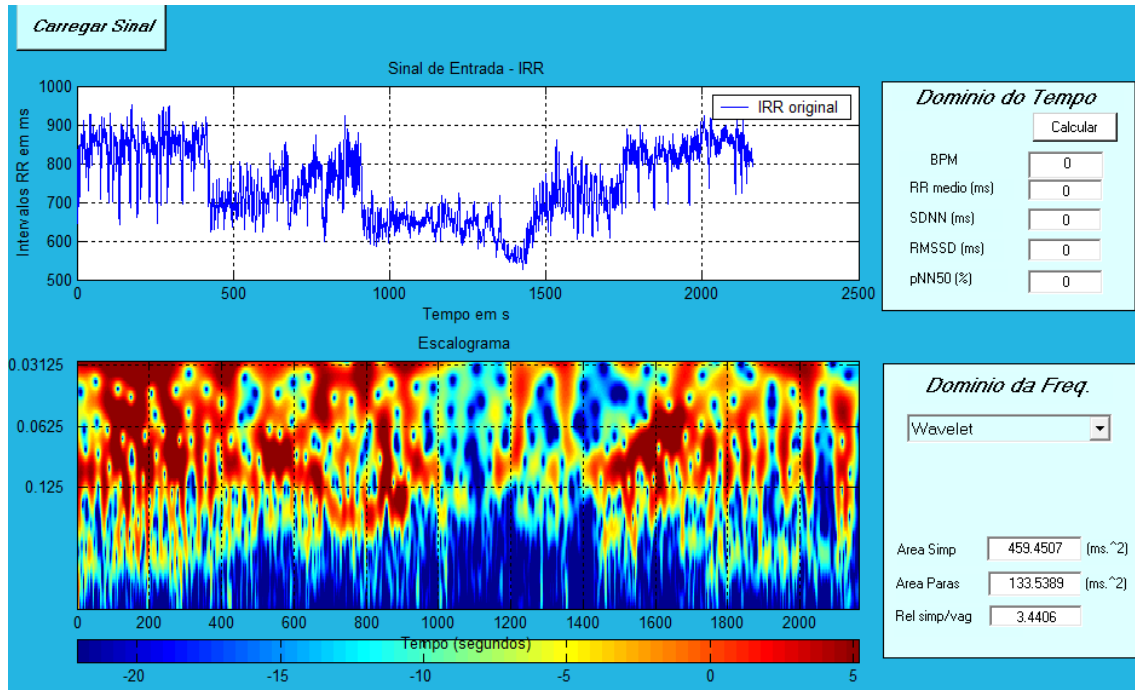 Carregar Sinal
Sinal de Entrada - IRR
1000
900
800
700
600
500
Intervalos RR em ms
IRR original
0 500 1000 1500 2000 2500
Tempo em s
Dominio do Tempo
Calcular
BPM 0
RR medio (ms) 0
SDNN (ms) 0
RMSSD (ms) 0
pNN50 (%) 0
Escalograma
0.03125
0.0625
0.125
0 200 400 600 800 1000 1200 1400 1600 1800 2000
Tempo (segundos)
-20 -15 -10 -5 0 5
Dominio da Freq.
Wavelet
Area Simp 459.4507 (ms.^2)
Area Paras 133.5389 (ms.^2)
Rel simp/vag 3.4406